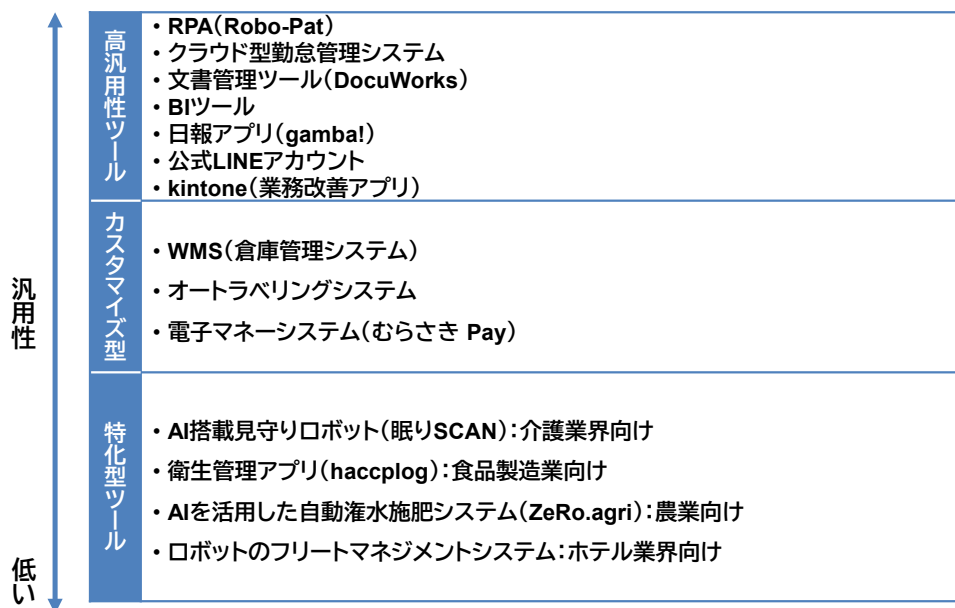 高汎用性ツール
・RPA（Robo-Pat）
・クラウド型勤怠管理システム
・文書管理ツール（DocuWorks）
・BIツール
・日報アプリ（gamba!）
・公式LINEアカウント
・kintone（業務改善アプリ）
汎用性
カスタマイズ型
・WMS（倉庫管理システム）
・オートラベリングシステム
・電子マネーシステム（むらさき Pay）
特化型ツール
・AI搭載見守りロボット（眠りSCAN）：介護業界向け
・衛生管理アプリ（haccplog）：食品製造業向け
・AIを活用した自動潅水施肥システム（ZeRo.agri）：農業向け
・ロボットのフリートマネジメントシステム：ホテル業界向け
低い